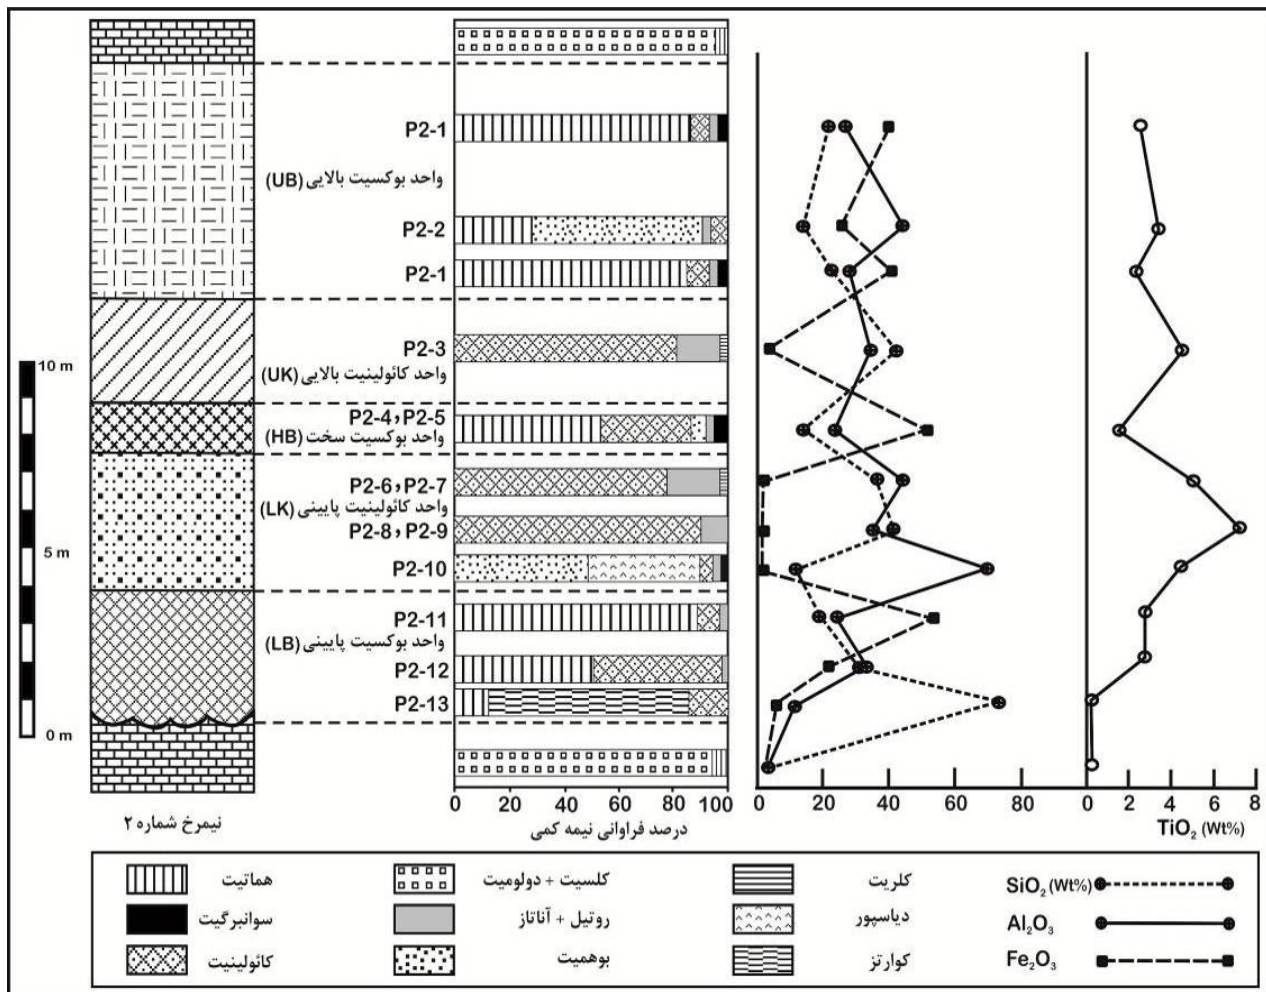 P2-1
واحد بوکسیت بالایی (UB)
P2-2
P2-1
P2-3
واحد کائولینیت بالایی (UK)
P2-4 و P2-5
واحد بوکسیت سخت (HB)
P2-6 و P2-7
واحد کائولینیت پایینی (LK)
P2-8 و P2-9
P2-10
P2-11
واحد بوکسیت پایینی (LB)
P2-12
P2-13
10 m
5 m
0 m
0 20 40 60 80 100
0 20 40 60 80
0 2 4 6 8
نیمرخ شماره ۲
درصد فراوانی نیمه کمی
TiO₂ (Wt%)
هماتیت
کلسیت + دولومیت
کلریت
SiO₂ (Wt%)
سوانبرگیت
روتیل + آناتاز
دیاسپور
Al₂O₃
کائولینیت
بوهمیت
کوارتز
Fe₂O₃